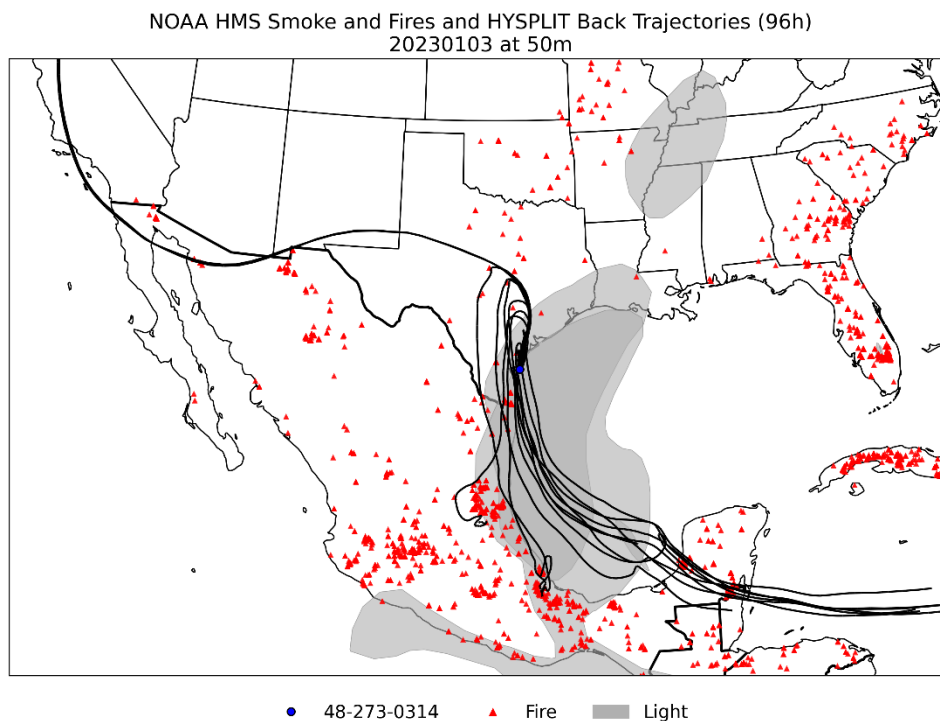 NOAA HMS Smoke and Fires and HYSPLIT Back Trajectories (96h)
20230103 at 50m
48-273-0314 Fire Light